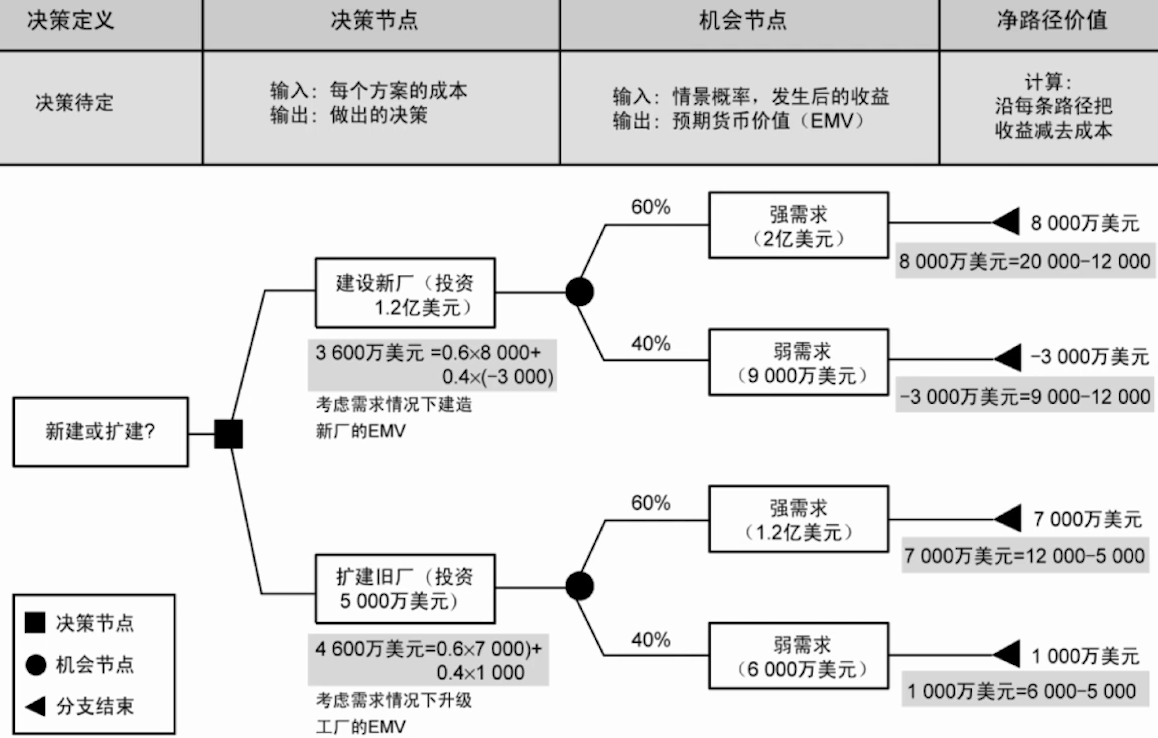 决策定义
决策节点
机会节点
净路径价值
决策待定
输入：每个方案的成本
输出：做出的决策
输入：情景概率，发生后的收益
输出：预期货币价值（EMV）
计算：
沿每条路径把
收益减去成本
新建或扩建?
建设新厂（投资
1.2亿美元）
3 600万美元 =0.6×8 000+
0.4×(−3 000)
考虑需求情况下建造
新厂的EMV
60%
强需求
（2亿美元）
8 000万美元
8 000万美元=20 000−12 000
40%
弱需求
（9 000万美元）
−3 000万美元
−3 000万美元=9 000−12 000
扩建旧厂（投资
5 000万美元）
4 600万美元=0.6×7 000)+
0.4×1 000
考虑需求情况下升级
工厂的EMV
60%
强需求
（1.2亿美元）
7 000万美元
7 000万美元=12 000−5 000
40%
弱需求
（6 000万美元）
1 000万美元
1 000万美元=6 000−5 000
决策节点
机会节点
分支结束